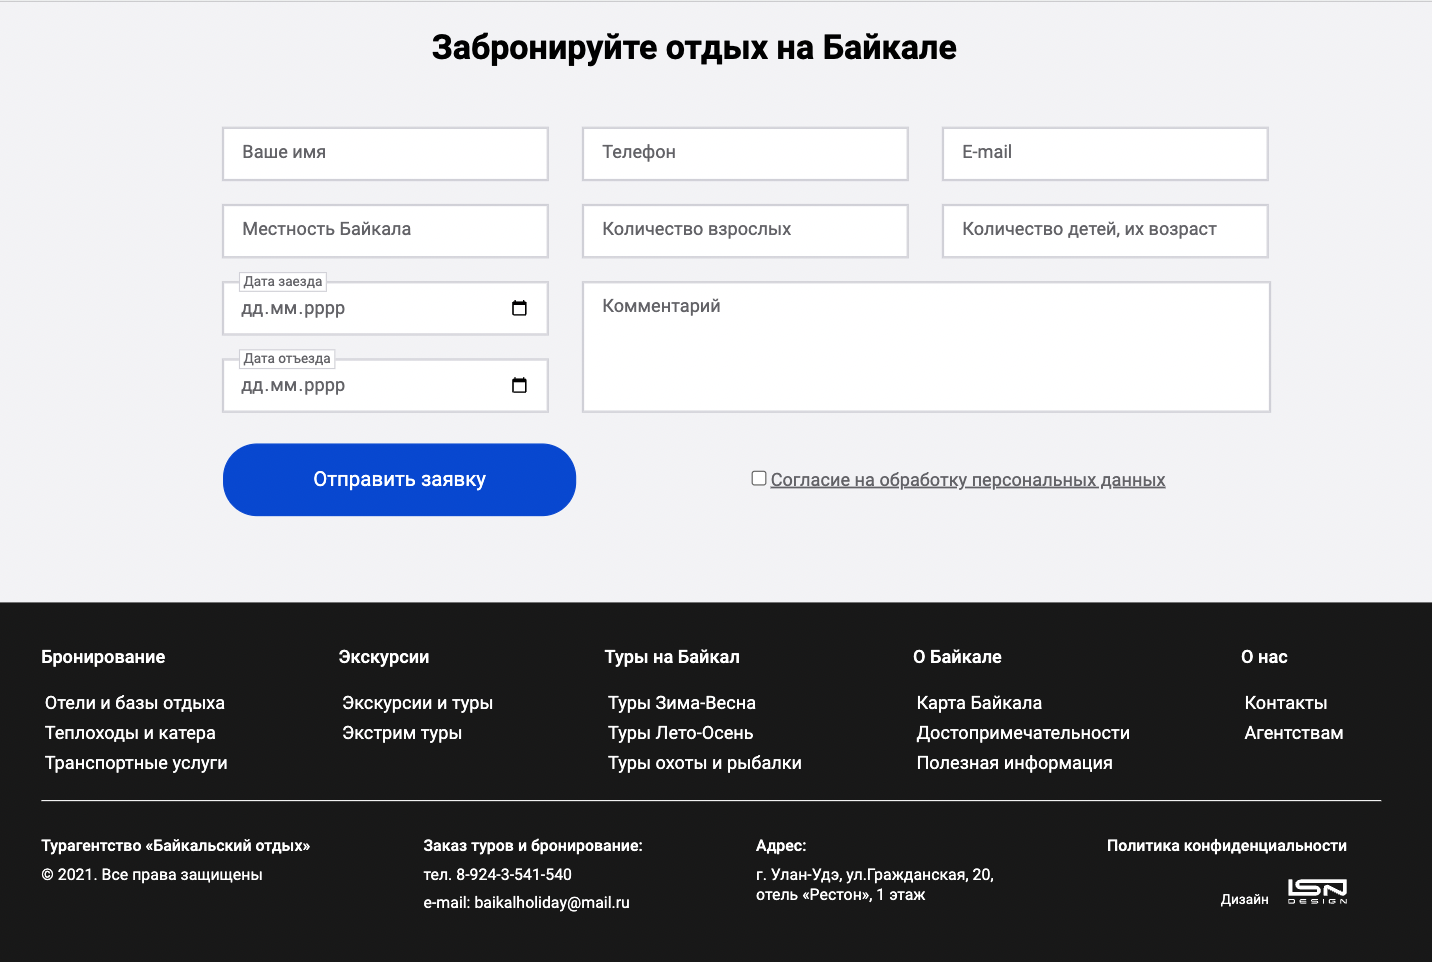 Забронируйте отдых на Байкале
Ваше имя
Телефон
E-mail
Местность Байкала
Количество взрослых
Количество детей, их возраст
Дата заезда
дд.мм.рррр
Комментарий
Дата отъезда
дд.мм.рррр
Отправить заявку
Согласие на обработку персональных данных
Бронирование
Отели и базы отдыха
Теплоходы и катера
Транспортные услуги
Экскурсии
Экскурсии и туры
Экстрим туры
Туры на Байкал
Туры Зима-Весна
Туры Лето-Осень
Туры охоты и рыбалки
О Байкале
Карта Байкала
Достопримечательности
Полезная информация
О нас
Контакты
Агентствам
Турагентство «Байкальский отдых»
© 2021. Все права защищены
Заказ туров и бронирование:
тел. 8-924-3-541-540
e-mail: baikalholiday@mail.ru
Адрес:
г. Улан-Удэ, ул.Гражданская, 20,
отель «Рестон», 1 этаж
Политика конфиденциальности
Дизайн
LSN
DESIGN